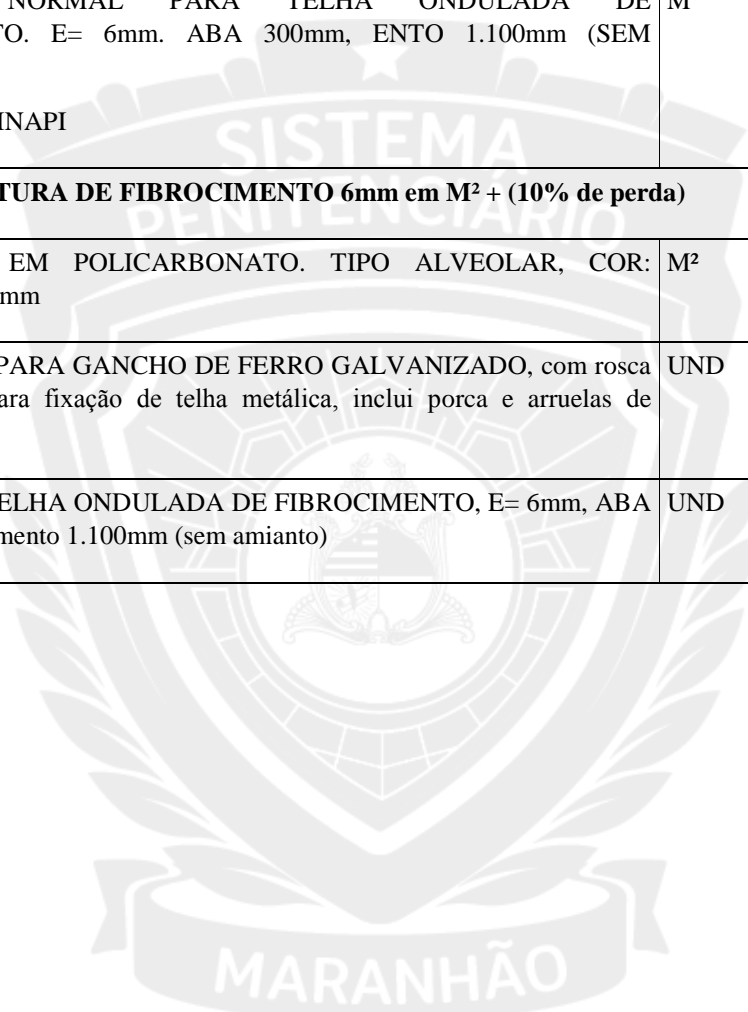 NORMAL PARA TELHA ONDULADA DE M
TO. E= 6mm. ABA 300mm, ENTO 1.100mm (SEM
INAPI
TURA DE FIBROCIMENTO 6mm em M² + (10% de perda)
EM POLICARBONATO. TIPO ALVEOLAR, COR: M²
mm
PARA GANCHO DE FERRO GALVANIZADO, com rosca UND
ara fixação de telha metálica, inclui porca e arruelas de
ELHA ONDULADA DE FIBROCIMENTO, E= 6mm, ABA UND
mento 1.100mm (sem amianto)
SISTEMA
PENITENCIÁRIO
MARANHÃO